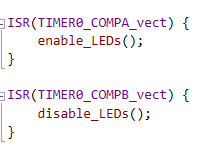 ISR(TIMER0_COMPA_vect) {
    enable_LEDs();
}
ISR(TIMER0_COMPB_vect) {
    disable_LEDs();
}